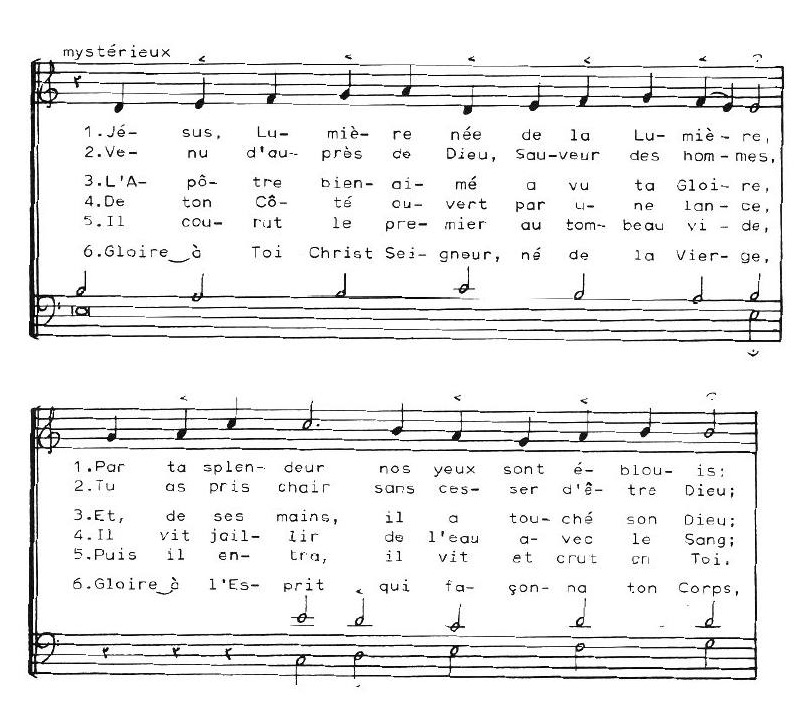 mystérieux
1.Jé- sus, Lu- miè- re née de la Lu- miè- re,
2.Ve- nu d'au- près de Dieu, Sau-veur des hom-mes,
3.L'A- pô- tre bien- ai- mé a vu ta Gloi- re,
4.De ton Cô- té ou- vert par u- ne lan- ce,
5.Il cou- rut le pre- mier au tom- beau vi- de,
6.Gloire à Toi Christ Sei- gneur, né de la Vier- ge,
1.Par ta splen- deur nos yeux sont é- blou- is;
2.Tu as pris chair sans ces- ser d'ê- tre Dieu;
3.Et, de ses mains, il a tou- ché son Dieu;
4.Il vit jail- lir de l'eau a- vec le Sang;
5.Puis il en- tra, il vit et crut en Toi.
6.Gloire à l'Es- prit qui fa- çon- na ton Corps,